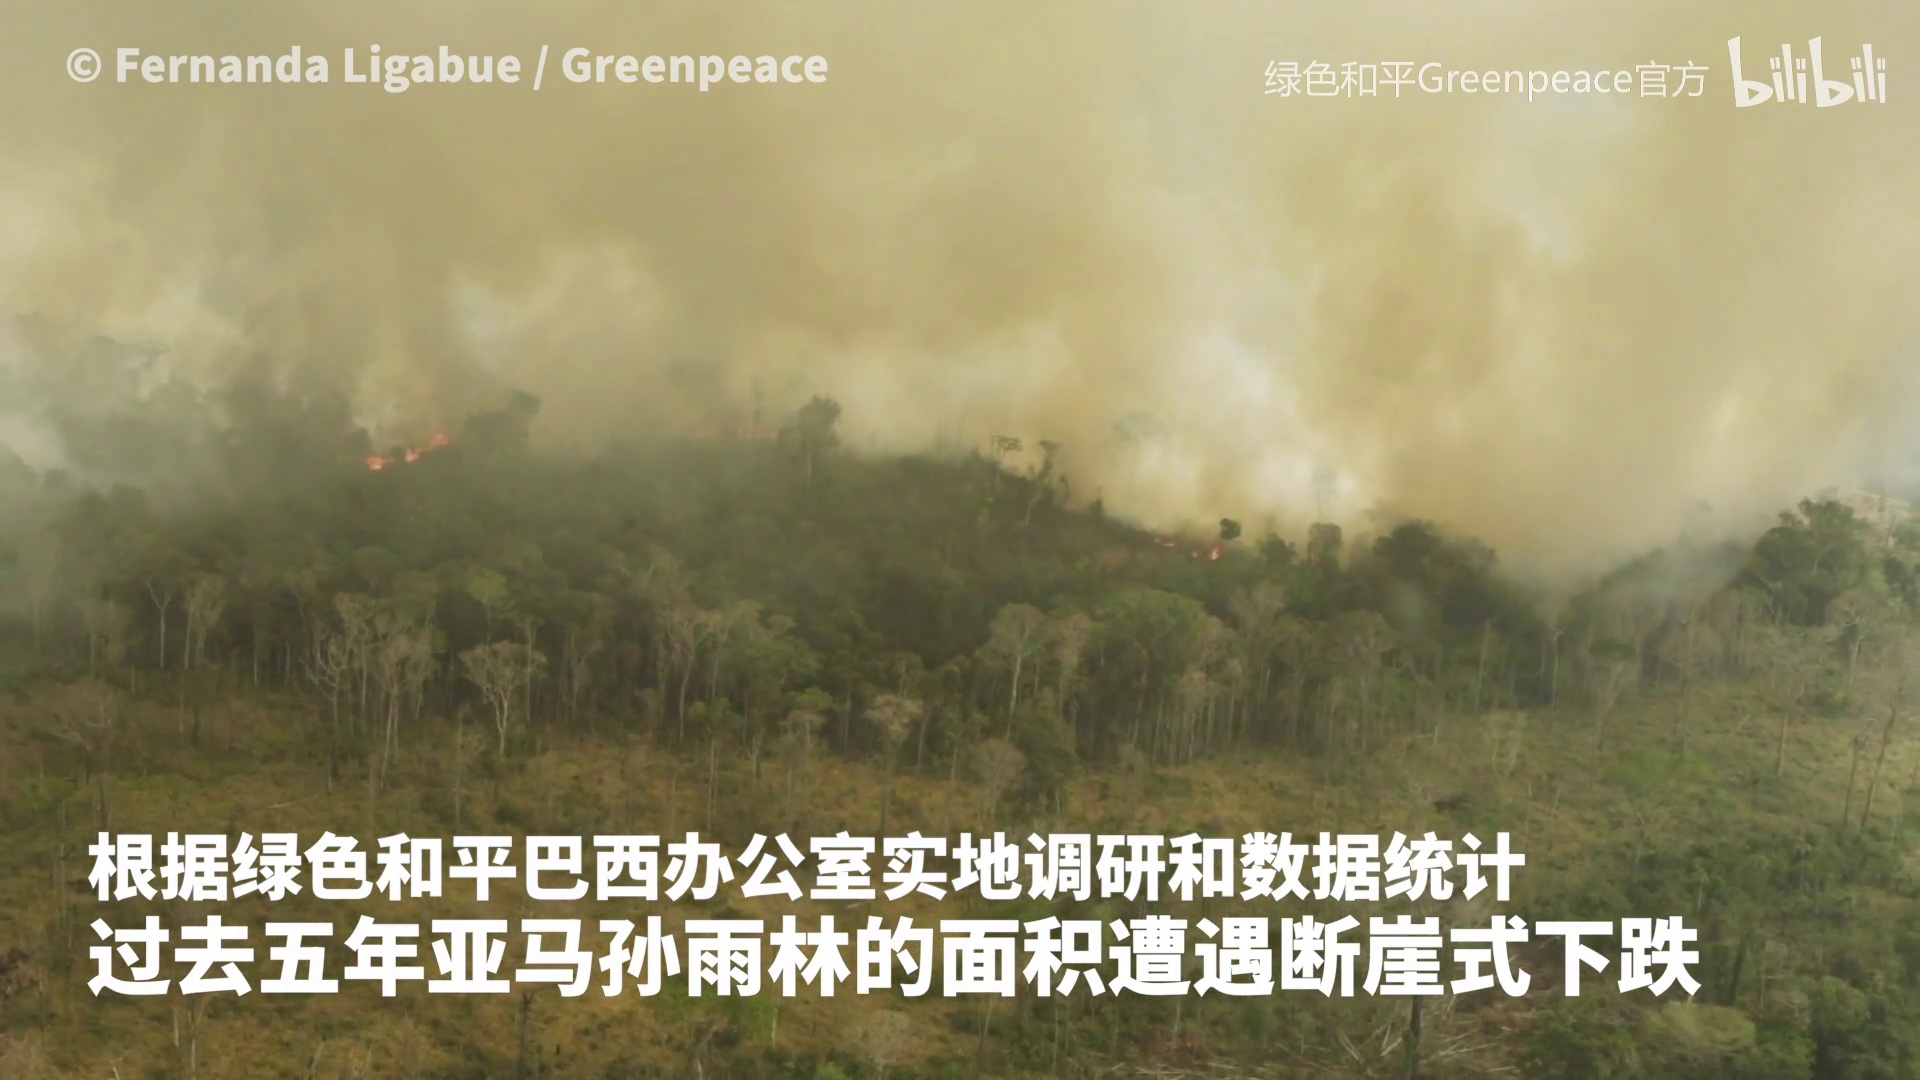 © Fernanda Ligabue / Greenpeace
绿色和平Greenpeace官方 bilibili
根据绿色和平巴西办公室实地调研和数据统计
过去五年亚马孙雨林的面积遭遇断崖式下跌